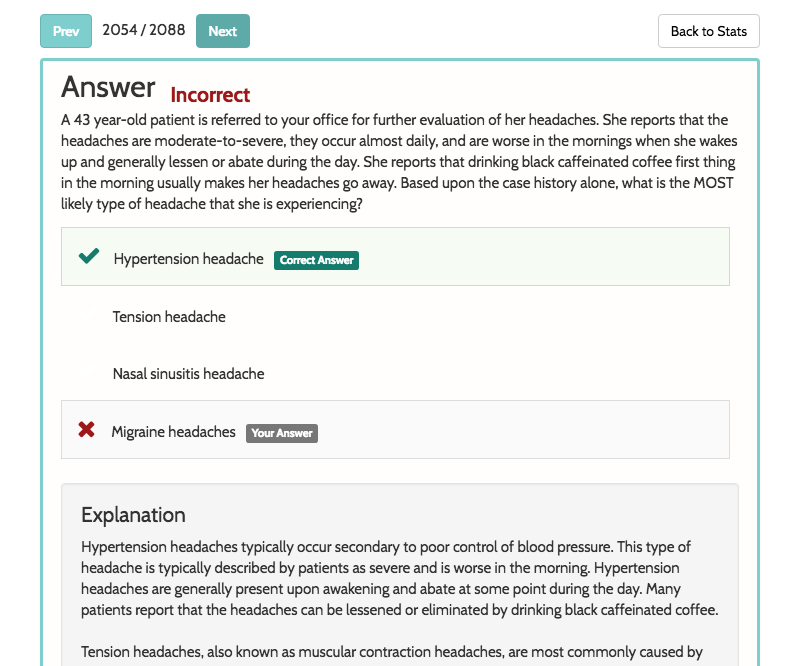 Prev 2054 / 2088 Next Back to Stats
Answer Incorrect
A 43 year-old patient is referred to your office for further evaluation of her headaches. She reports that the
headaches are moderate-to-severe, they occur almost daily, and are worse in the mornings when she wakes
up and generally lessen or abate during the day. She reports that drinking black caffeinated coffee first thing
in the morning usually makes her headaches go away. Based upon the case history alone, what is the MOST
likely type of headache that she is experiencing?
Hypertension headache Correct Answer
Tension headache
Nasal sinusitis headache
Migraine headaches Your Answer
Explanation
Hypertension headaches typically occur secondary to poor control of blood pressure. This type of
headache is typically described by patients as severe and is worse in the morning. Hypertension
headaches are generally present upon awakening and abate at some point during the day. Many
patients report that the headaches can be lessened or eliminated by drinking black caffeinated coffee.
Tension headaches, also known as muscular contraction headaches, are most commonly caused by